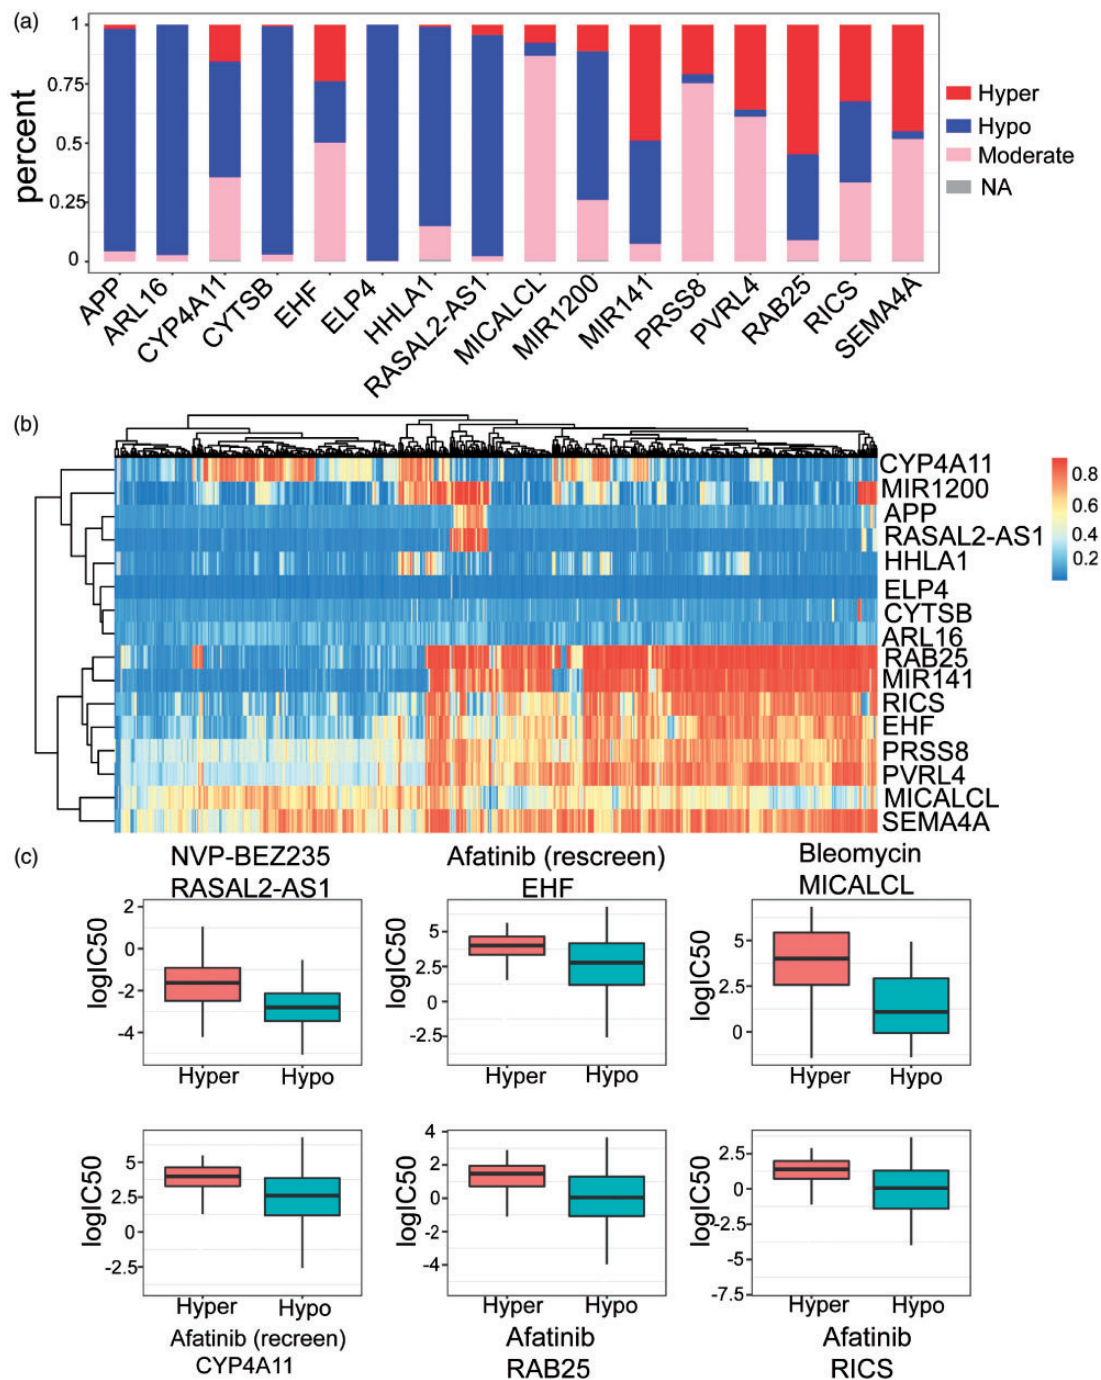 (a)
percent
1
0.75
0.5
0.25
0
Hyper
Hypo
Moderate
NA
APP
ARL16
CYP4A11
CYTSB
EHF
ELP4
HHLA1
RASAL2-AS1
MICALCL
MIR1200
MIR141
PRSS8
PVRL4
RAB25
RICS
SEMA4A
(b)
CYP4A11
MIR1200
APP
RASAL2-AS1
HHLA1
ELP4
CYTSB
ARL16
RAB25
MIR141
RICS
EHF
PRSS8
PVRL4
MICALCL
SEMA4A
0.8
0.6
0.4
0.2
(c)
NVP-BEZ235
RASAL2-AS1
logIC50
2
0
-2
-4
Hyper Hypo
Afatinib (rescreen)
EHF
logIC50
5
2.5
0
-2.5
Hyper Hypo
Bleomycin
MICALCL
logIC50
5
0
Hyper Hypo
logIC50
5
2.5
0
-2.5
Hyper Hypo
Afatinib (recreen)
CYP4A11
logIC50
4
2
0
-4
Hyper Hypo
Afatinib
RAB25
logIC50
2.5
0
-2.5
-5
-7.5
Hyper Hypo
Afatinib
RICS